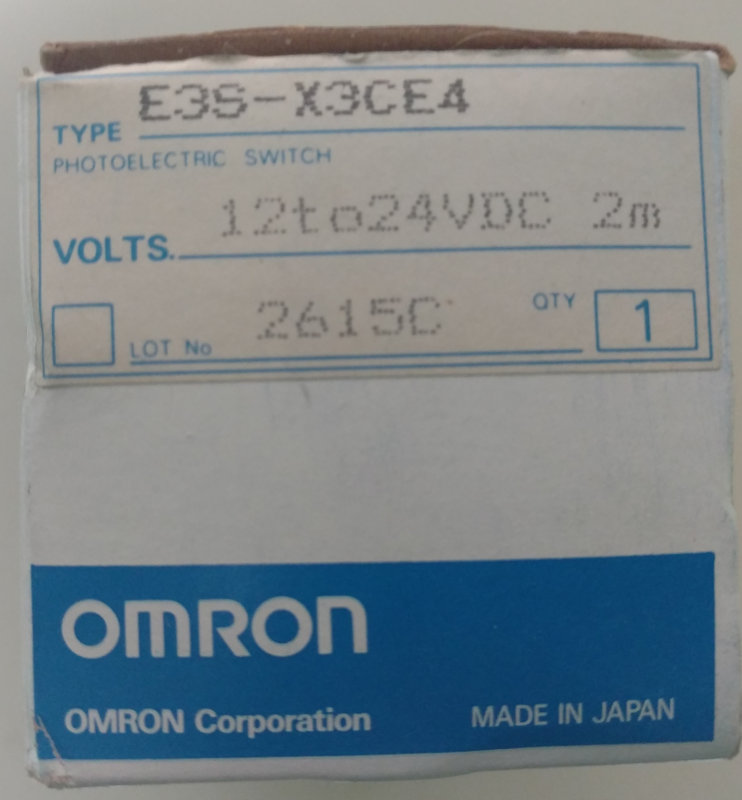 TYPE E3S-X3CE4
PHOTOELECTRIC SWITCH
VOLTS. 12to24VDC 2m
LOT No 2615C QTY 1
OMRON
OMRON Corporation MADE IN JAPAN